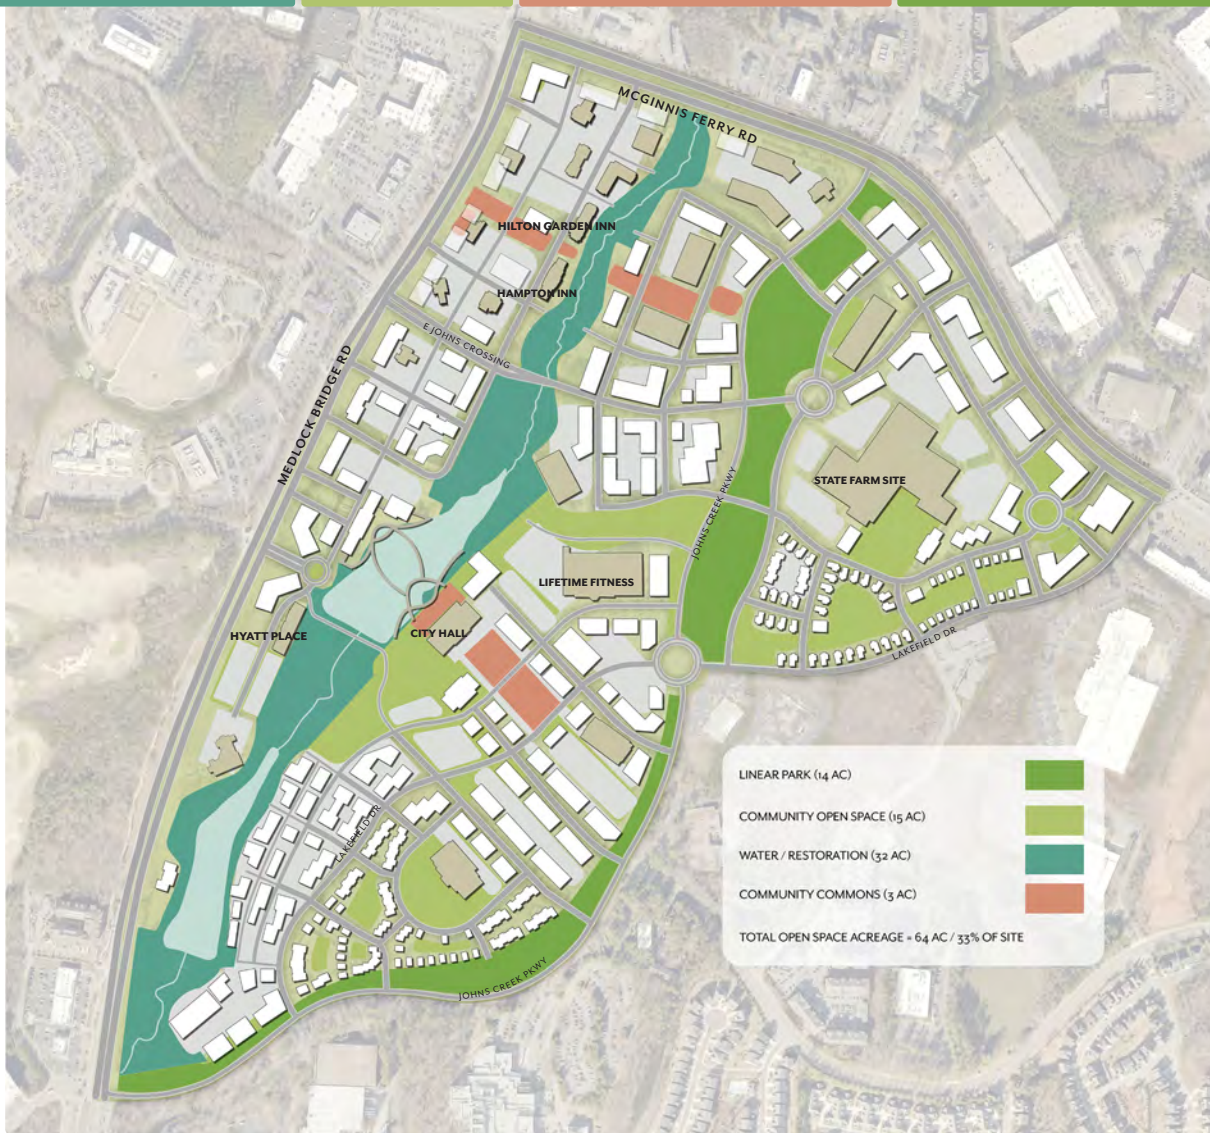 MCGINNIS FERRY RD
HILTON GARDEN INN
HAMPTON INN
E JOHNS CROSSING
MEDLOCK BRIDGE RD
STATE FARM SITE
JOHNS CREEK PKWY
LIFETIME FITNESS
HYATT PLACE
CITY HALL
LAKEFIELD DR
LINEAR PARK (14 AC)
COMMUNITY OPEN SPACE (15 AC)
WATER / RESTORATION (32 AC)
COMMUNITY COMMONS (3 AC)
TOTAL OPEN SPACE ACREAGE = 64 AC / 33% OF SITE
LAKEFIELD DR
JOHNS CREEK PKWY